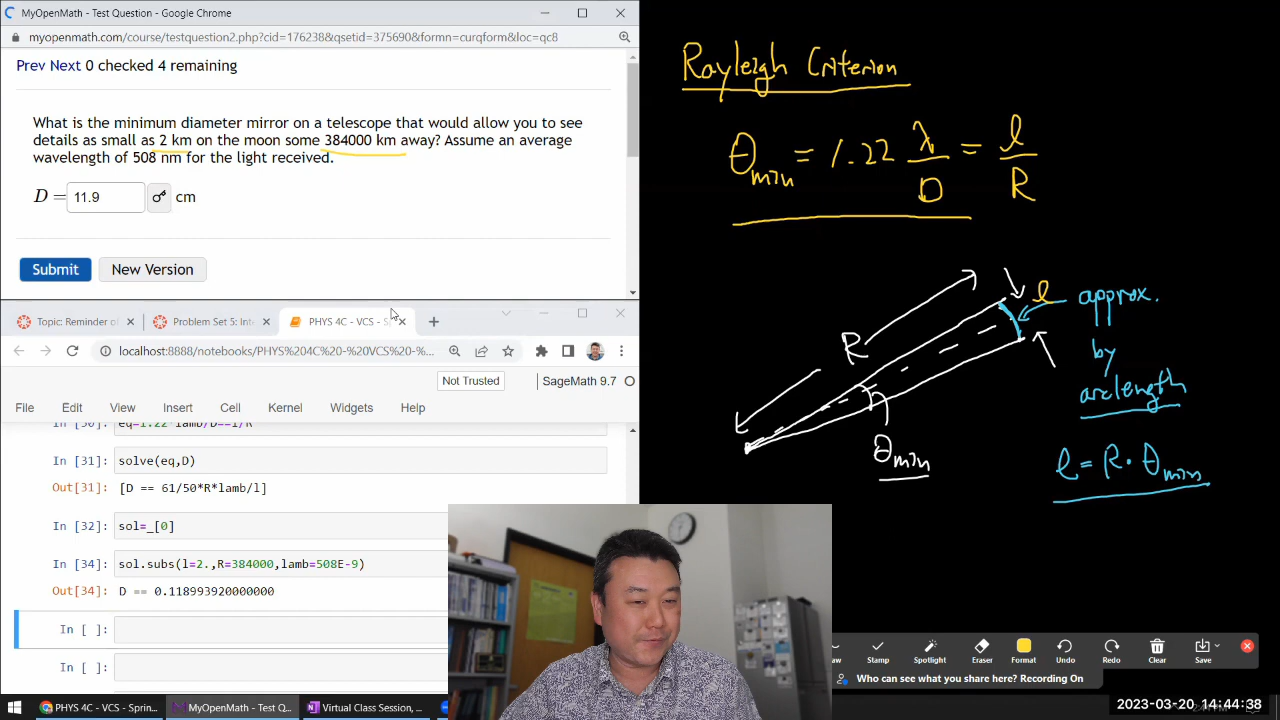 MyOpenMath - Test Question - Google Chrome
myopenmath.com/course/testquestion2.php?cid=176238&qsetid=375690&formn=curqform&loc=qc8
Prev Next 0 checked 4 remaining
What is the minimum diameter mirror on a telescope that would allow you to see
details as small as 2 km on the moon some 384000 km away? Assume an average
wavelength of 508 nm for the light received.
D = 11.9 cm
Submit New Version
Topic: Reminder o
Problem Set 5: Int
PHYS 4C - VCS - S
localhost:8888/notebooks/PHYS%204C%20-%20VCS%20-%...
Not Trusted SageMath 9.7
File Edit View Insert Cell Kernel Widgets Help
In [31] solve(eq,D)
Out[31] [D == 61/50*R*lamb/l]
In [32] sol=_[0]
In [34] sol.subs(l=2.,R=384000,lamb=508E-9)
Out[34] D == 0.118993920000000
In [ ]
In [ ]
Rayleigh Criterion
θmin = 1.22 λ/D = l/R
l
approx.
R
by
arclength
θmin
l = R · θmin
Stamp Spotlight Eraser Format Undo Redo Clear Save
Who can see what you share here? Recording On
PHYS 4C - VCS - Sprin...
MyOpenMath - Test Q...
Virtual Class Session, ...
2023-03-20 14:44:38